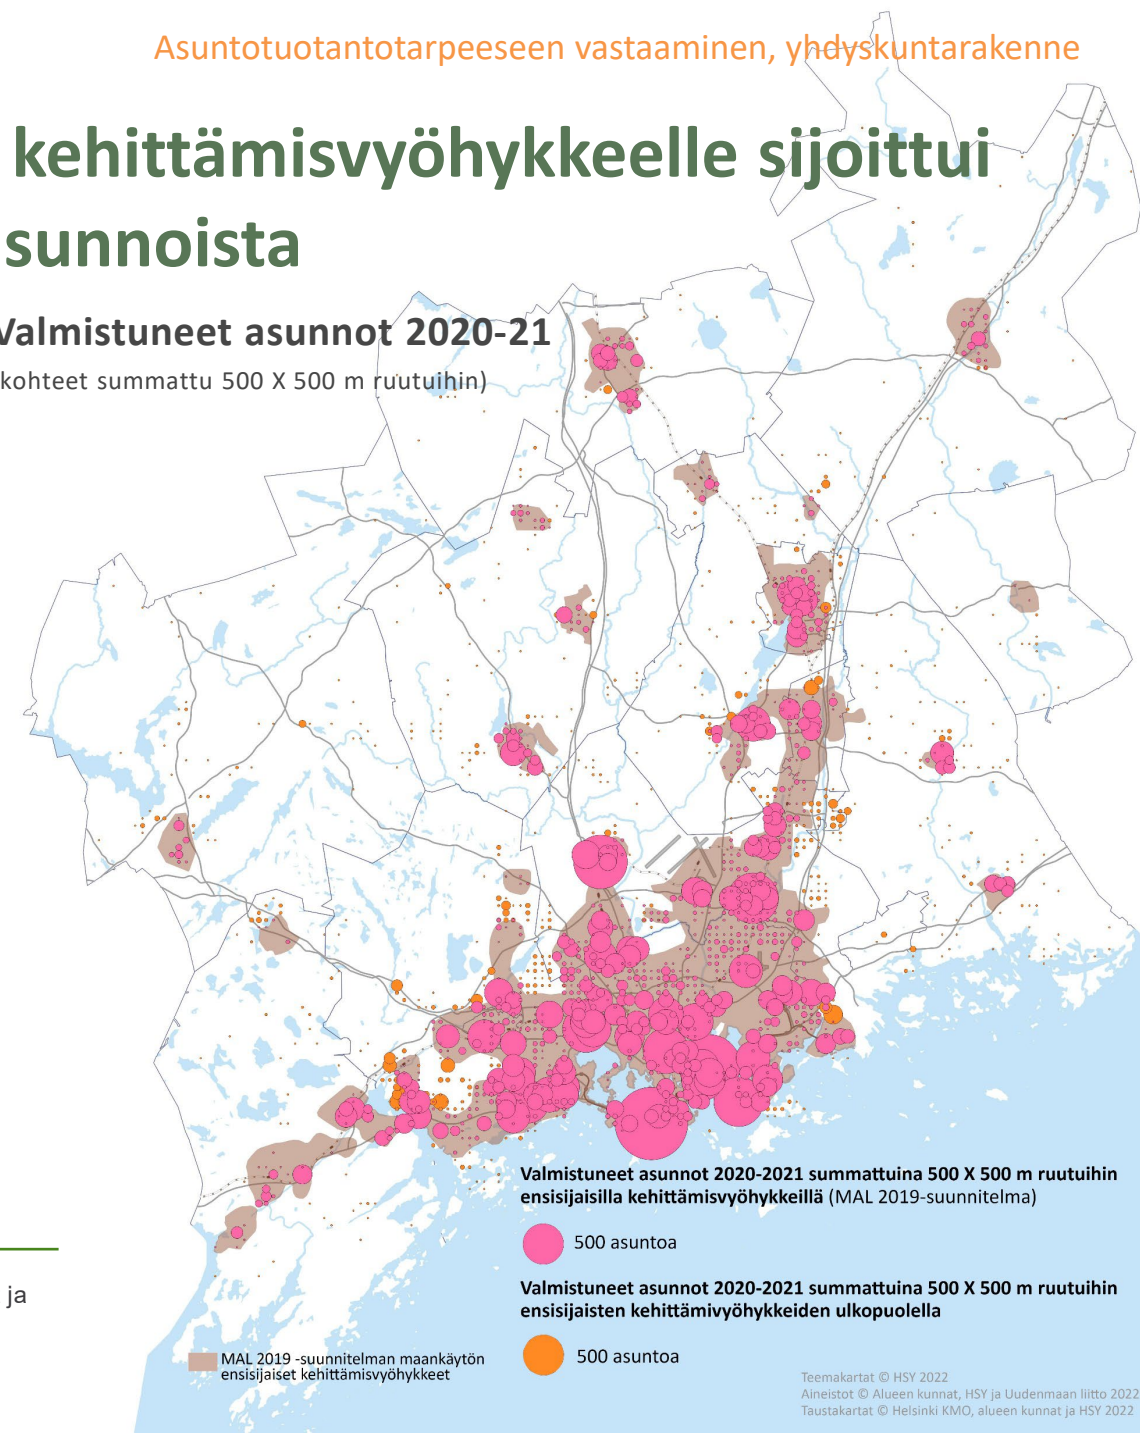 Asuntotuotantotarpeeseen vastaaminen, yhdyskuntarakenne
kehittämisvyöhykkeelle sijoittui
sunnoista
Valmistuneet asunnot 2020-21
kohteet summattu 500 X 500 m ruutuihin)
Valmistuneet asunnot 2020-2021 summattuina 500 X 500 m ruutuihin
ensisijaisilla kehittämisvyöhykkeillä (MAL 2019-suunnitelma)
500 asuntoa
Valmistuneet asunnot 2020-2021 summattuina 500 X 500 m ruutuihin
ensisijaisten kehittämivyöhykkeiden ulkopuolella
500 asuntoa
ja
MAL 2019 -suunnitelman maankäytön
ensisijaiset kehittämisvyöhykkeet
Teemakartat © HSY 2022
Aineistot © Alueen kunnat, HSY ja Uudenmaan liitto 2022
Taustakartat © Helsinki KMO, alueen kunnat ja HSY 2022